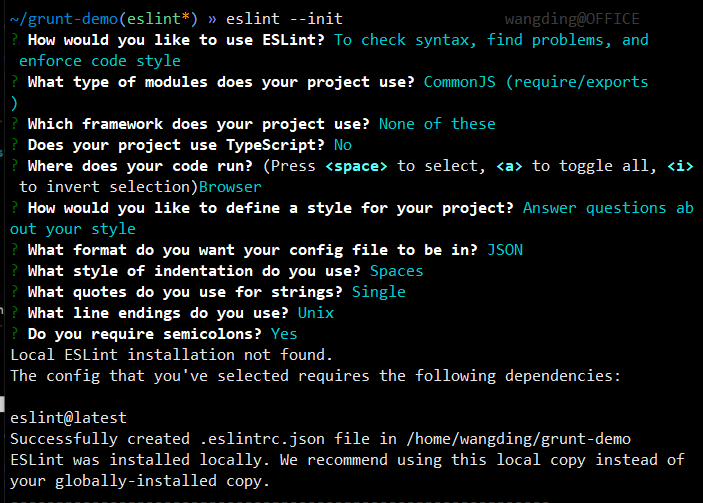 ~/grunt-demo(eslint*) » eslint --init wangding@OFFICE
? How would you like to use ESLint? To check syntax, find problems, and
enforce code style
? What type of modules does your project use? CommonJS (require/exports
)
? Which framework does your project use? None of these
? Does your project use TypeScript? No
? Where does your code run? (Press <space> to select, <a> to toggle all, <i>
to invert selection)Browser
? How would you like to define a style for your project? Answer questions ab
out your style
? What format do you want your config file to be in? JSON
? What style of indentation do you use? Spaces
? What quotes do you use for strings? Single
? What line endings do you use? Unix
? Do you require semicolons? Yes
Local ESLint installation not found.
The config that you've selected requires the following dependencies:
eslint@latest
Successfully created .eslintrc.json file in /home/wangding/grunt-demo
ESLint was installed locally. We recommend using this local copy instead of
your globally-installed copy.